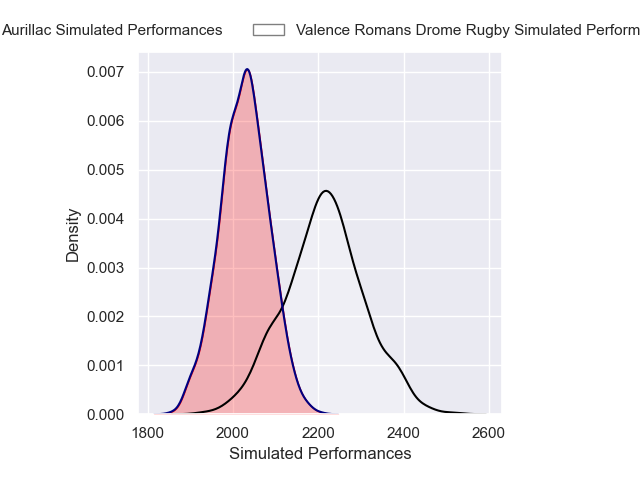 Aurillac Simulated Performances
Valence Romans Drome Rugby Simulated Perform
0.007
0.006
0.005
0.004
0.003
0.002
0.001
0.000
Density
1800 2000 2200 2400 2600
Simulated Performances